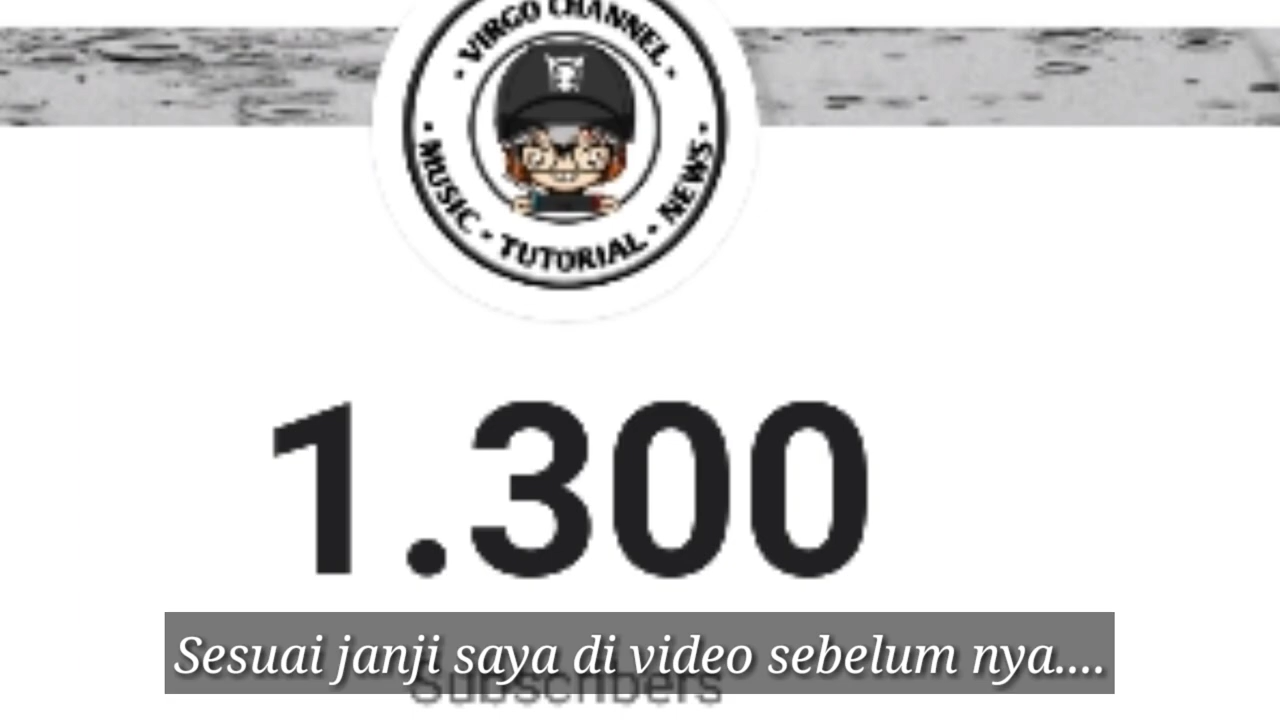 • VIRGO CHANNEL •
• MUSIC • TUTORIAL • NEWS •
1.300
Sesuai janji saya di video sebelum nya....
Subscribers